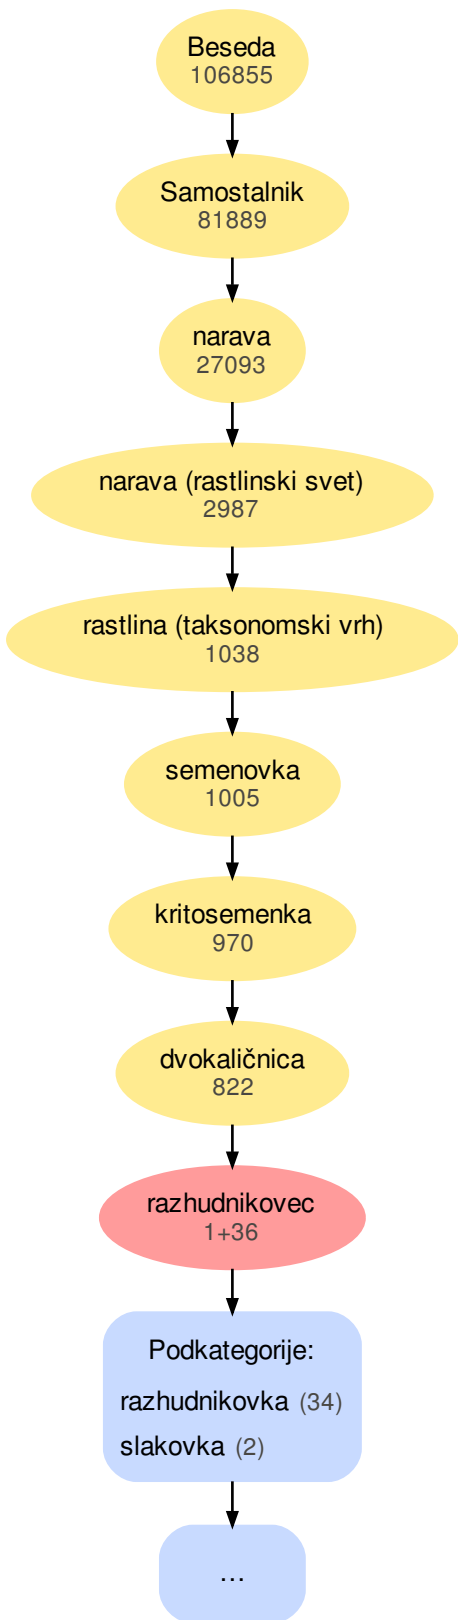 Beseda
106855
Samostalnik
81889
narava
27093
narava (rastlinski svet)
2987
rastlina (taksonomski vrh)
1038
semenovka
1005
kritosemenka
970
dvokaličnica
822
razhudnikovec
1+36
Podkategorije:
razhudnikovka (34)
slakovka (2)
...